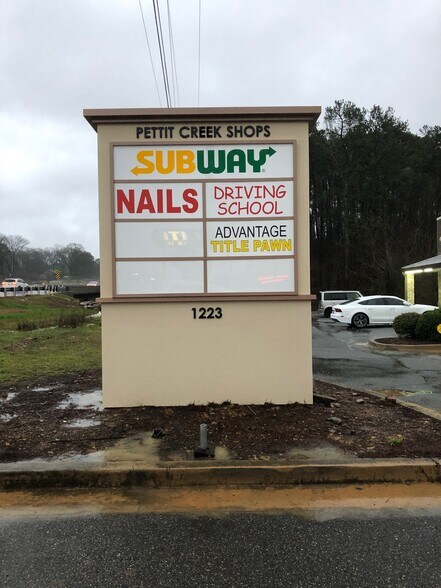 PETTIT CREEK SHOPS
SUBWAY
NAILS
DRIVING
SCHOOL
ADVANTAGE
TITLE PAWN
1223